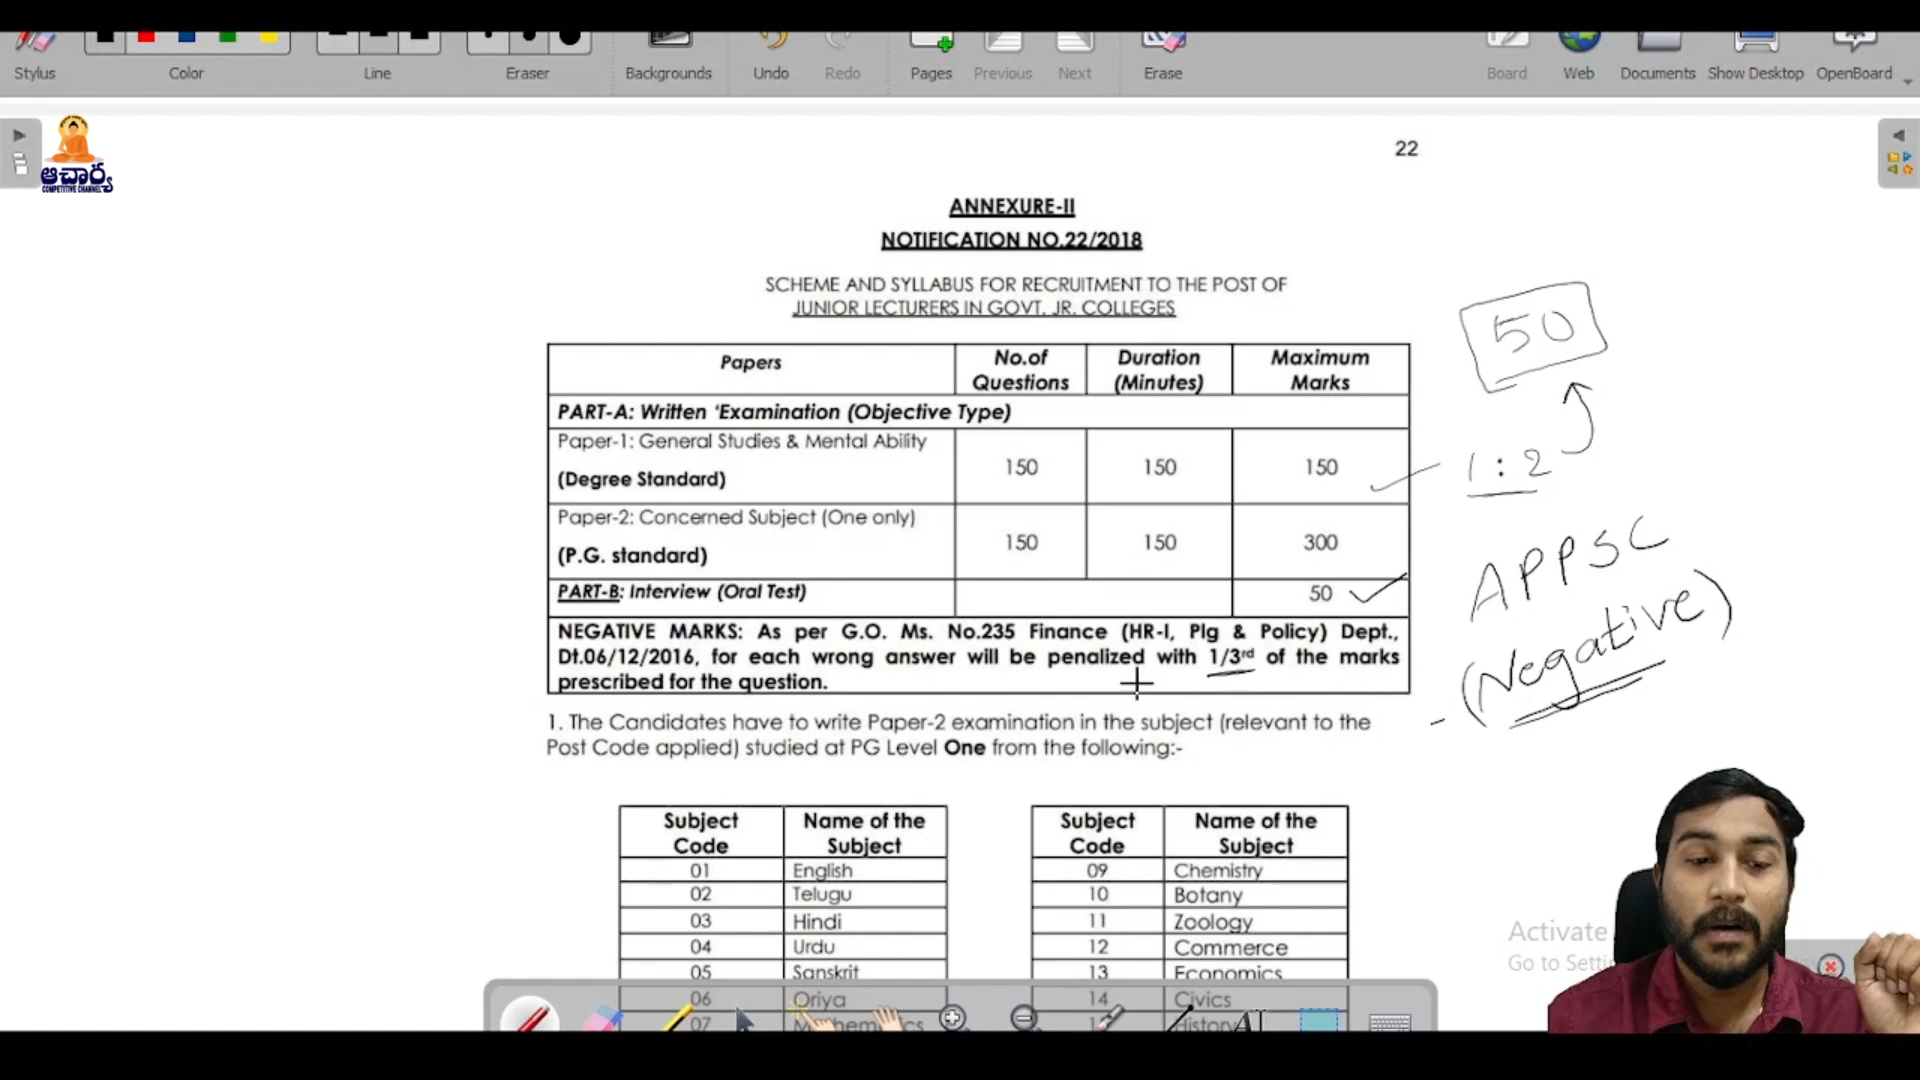 Stylus Color Line Eraser Backgrounds Undo Redo Pages Previous Next Erase Board Web Documents Show Desktop OpenBoard
ఆచార్య
COMPETITIVE CHANNEL
22
ANNEXURE-II
NOTIFICATION NO.22/2018
SCHEME AND SYLLABUS FOR RECRUITMENT TO THE POST OF
JUNIOR LECTURERS IN GOVT. JR. COLLEGES
Papers No.of Questions Duration (Minutes) Maximum Marks
PART-A: Written ‘Examination (Objective Type)
Paper-1: General Studies & Mental Ability
(Degree Standard) 150 150 150
Paper-2: Concerned Subject (One only)
(P.G. standard) 150 150 300
PART-B: Interview (Oral Test) 50
NEGATIVE MARKS: As per G.O. Ms. No.235 Finance (HR-I, Plg & Policy) Dept.,
Dt.06/12/2016, for each wrong answer will be penalized with 1/3rd of the marks
prescribed for the question.
50
1 : 2
APPSC
(Negative)
1. The Candidates have to write Paper-2 examination in the subject (relevant to the
Post Code applied) studied at PG Level One from the following:-
Subject Code Name of the Subject
01 English
02 Telugu
03 Hindi
04 Urdu
05 Sanskrit
06 Oriya
07
Subject Code Name of the Subject
09 Chemistry
10 Botany
11 Zoology
12 Commerce
13 Economics
14 Civics
History
Activate
Go to